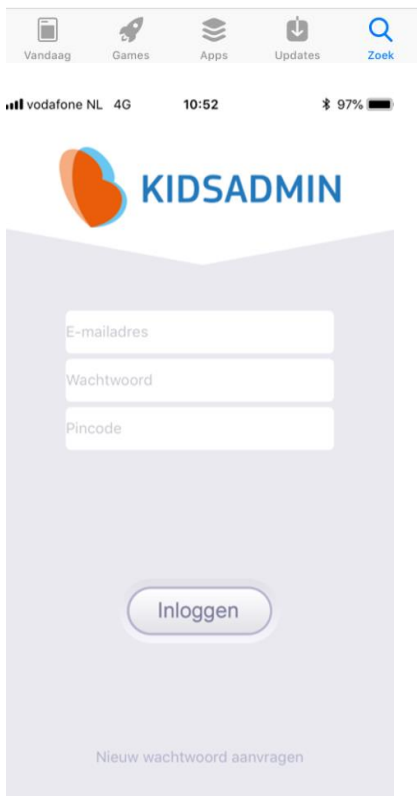 Vandaag Games Apps Updates Zoek
vodafone NL 4G 10:52 97%
KIDSADMIN
E-mailadres
Wachtwoord
Pincode
Inloggen
Nieuw wachtwoord aanvragen